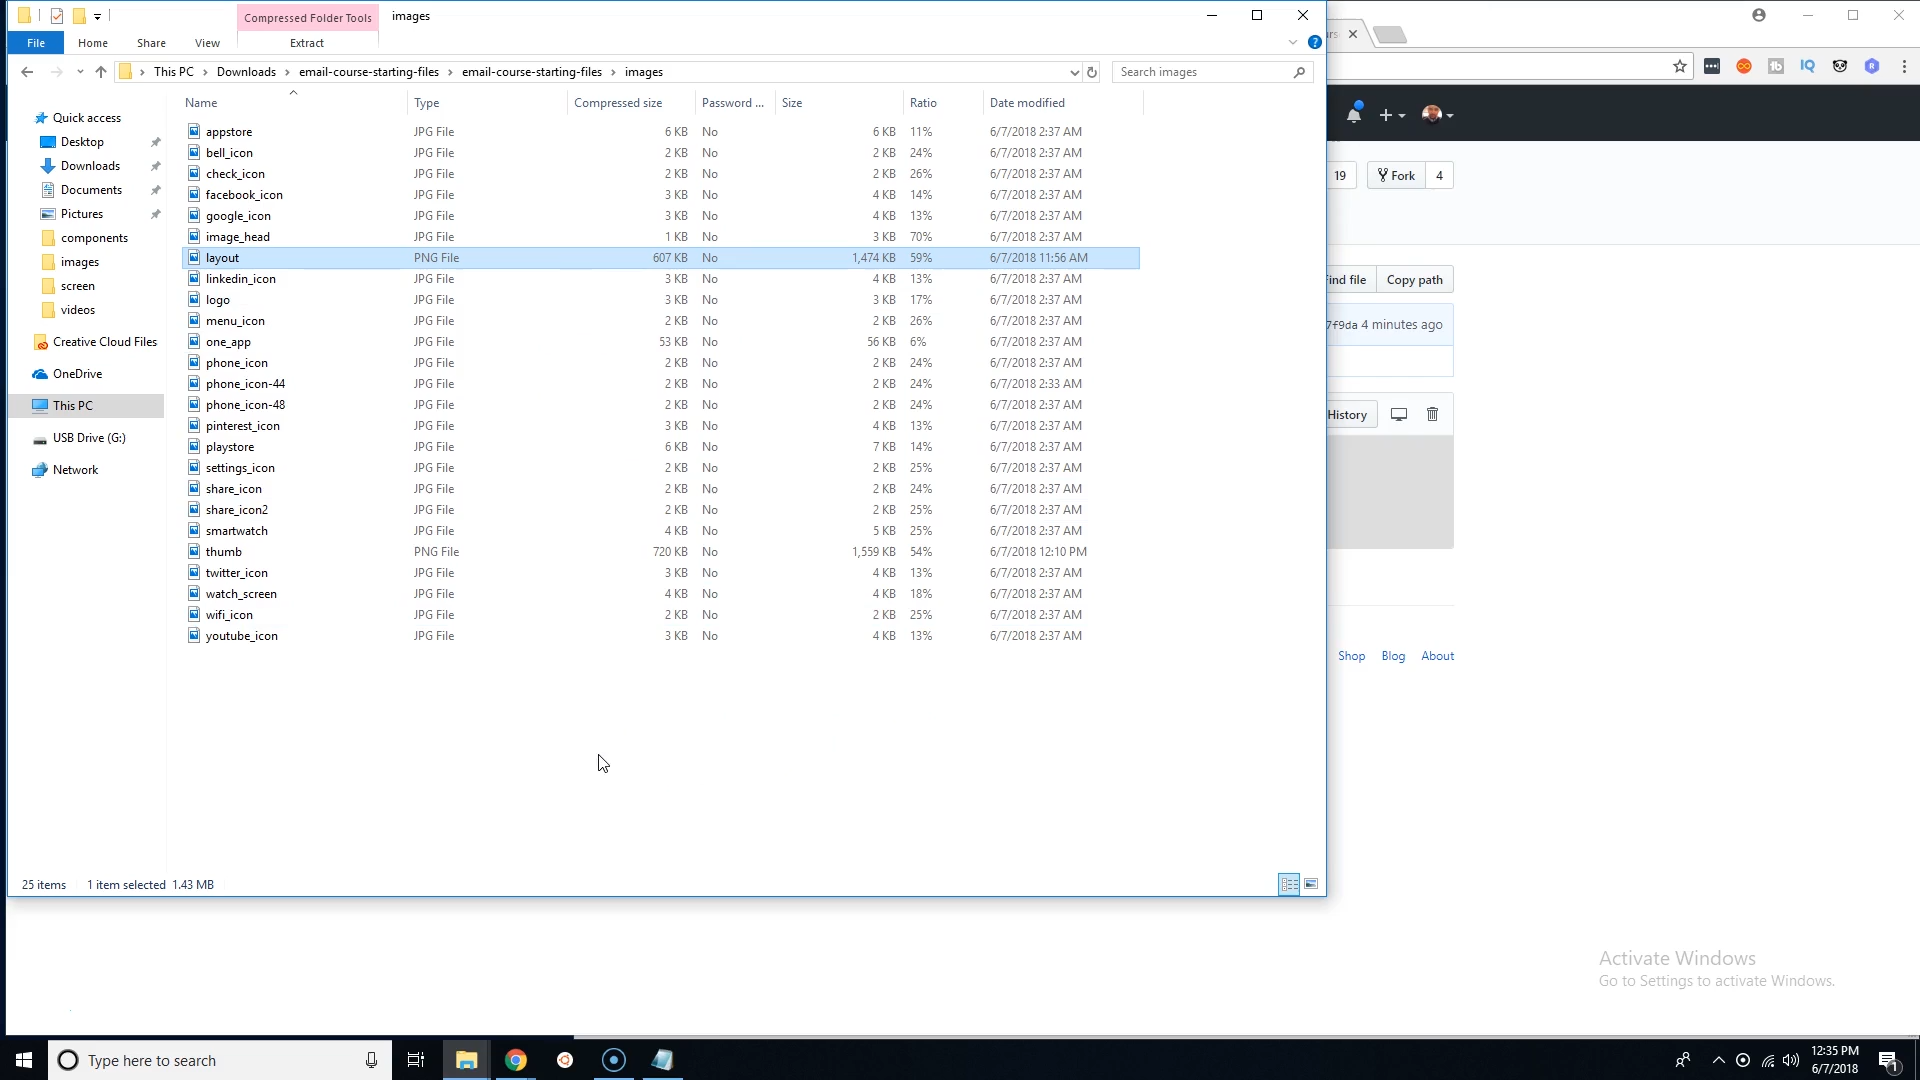 Compressed Folder Tools images
File Home Share View Extract
This PC Downloads email-course-starting-files email-course-starting-files images Search images
Name Type Compressed size Password ... Size Ratio Date modified
Quick access
Desktop
Downloads
Documents
Pictures
components
images
screen
videos
Creative Cloud Files
OneDrive
This PC
USB Drive (G:)
Network
appstore JPG File 6 KB No 6 KB 11% 6/7/2018 2:37 AM
bell_icon JPG File 2 KB No 2 KB 24% 6/7/2018 2:37 AM
check_icon JPG File 2 KB No 2 KB 26% 6/7/2018 2:37 AM
facebook_icon JPG File 3 KB No 4 KB 14% 6/7/2018 2:37 AM
google_icon JPG File 3 KB No 4 KB 13% 6/7/2018 2:37 AM
image_head JPG File 1 KB No 3 KB 70% 6/7/2018 2:37 AM
layout PNG File 607 KB No 1,474 KB 59% 6/7/2018 11:56 AM
linkedin_icon JPG File 3 KB No 4 KB 13% 6/7/2018 2:37 AM
logo JPG File 3 KB No 3 KB 17% 6/7/2018 2:37 AM
menu_icon JPG File 2 KB No 2 KB 26% 6/7/2018 2:37 AM
one_app JPG File 53 KB No 56 KB 6% 6/7/2018 2:37 AM
phone_icon JPG File 2 KB No 2 KB 24% 6/7/2018 2:37 AM
phone_icon-44 JPG File 2 KB No 2 KB 24% 6/7/2018 2:33 AM
phone_icon-48 JPG File 2 KB No 2 KB 24% 6/7/2018 2:37 AM
pinterest_icon JPG File 3 KB No 4 KB 13% 6/7/2018 2:37 AM
playstore JPG File 6 KB No 7 KB 14% 6/7/2018 2:37 AM
settings_icon JPG File 2 KB No 2 KB 25% 6/7/2018 2:37 AM
share_icon JPG File 2 KB No 2 KB 24% 6/7/2018 2:37 AM
share_icon2 JPG File 2 KB No 2 KB 25% 6/7/2018 2:37 AM
smartwatch JPG File 4 KB No 5 KB 25% 6/7/2018 2:37 AM
thumb PNG File 720 KB No 1,559 KB 54% 6/7/2018 12:10 PM
twitter_icon JPG File 3 KB No 4 KB 13% 6/7/2018 2:37 AM
watch_screen JPG File 4 KB No 4 KB 18% 6/7/2018 2:37 AM
wifi_icon JPG File 2 KB No 2 KB 25% 6/7/2018 2:37 AM
youtube_icon JPG File 3 KB No 4 KB 13% 6/7/2018 2:37 AM
25 items 1 item selected 1.43 MB
19 Fork 4
ind file Copy path
7f9da 4 minutes ago
History
Shop Blog About
Activate Windows
Go to Settings to activate Windows.
Type here to search
12:35 PM
6/7/2018
1